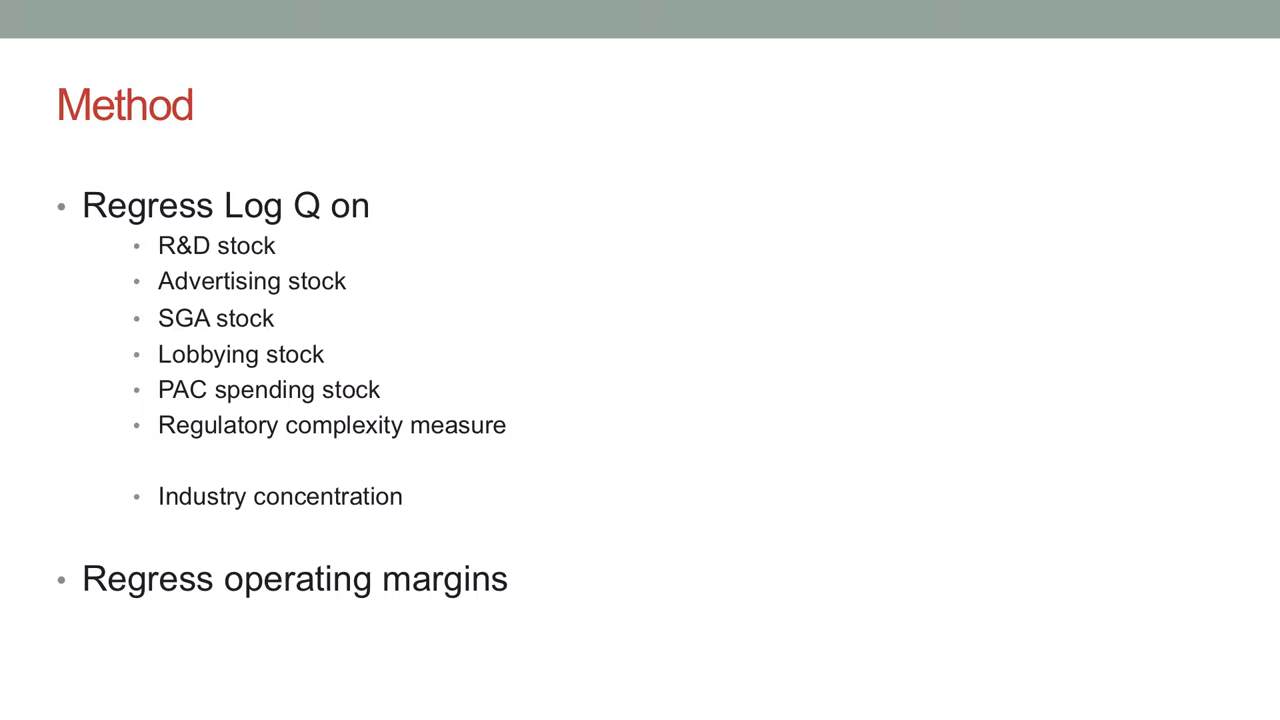 Method
• Regress Log Q on
• R&D stock
• Advertising stock
• SGA stock
• Lobbying stock
• PAC spending stock
• Regulatory complexity measure
• Industry concentration
• Regress operating margins